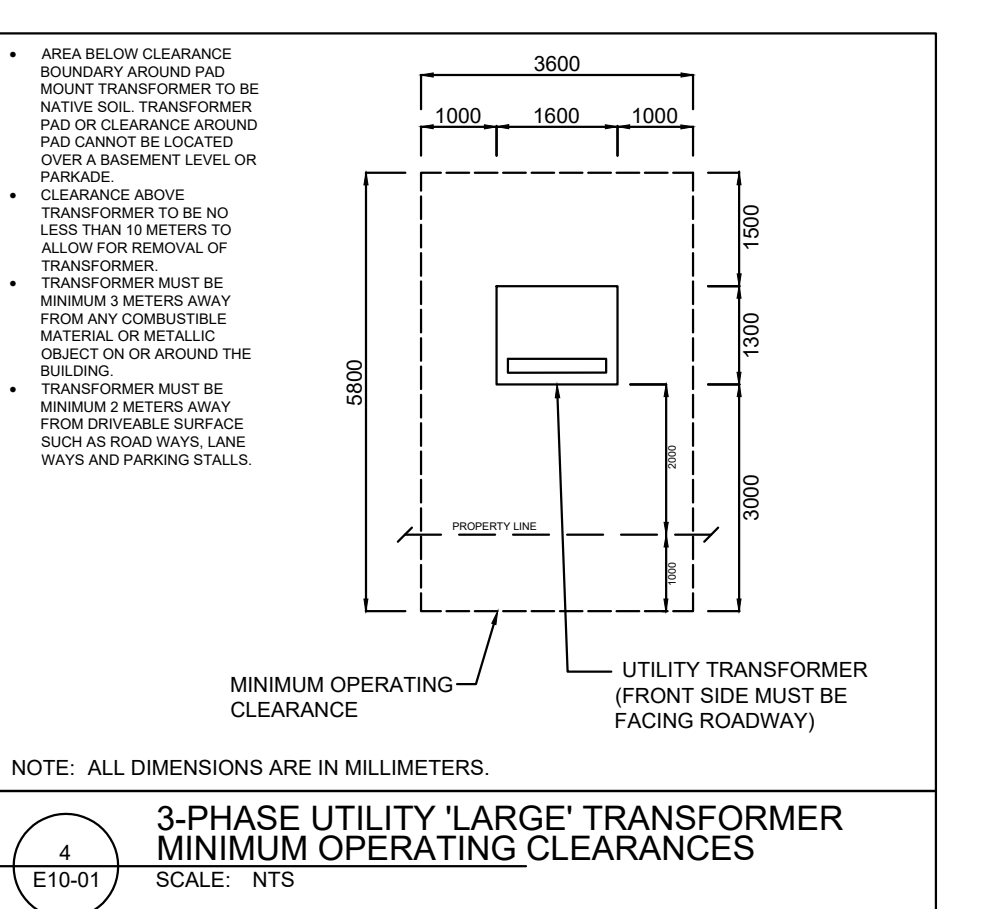 • AREA BELOW CLEARANCE
BOUNDARY AROUND PAD
MOUNT TRANSFORMER TO BE
NATIVE SOIL. TRANSFORMER
PAD OR CLEARANCE AROUND
PAD CANNOT BE LOCATED
OVER A BASEMENT LEVEL OR
PARKADE.
• CLEARANCE ABOVE
TRANSFORMER TO BE NO
LESS THAN 10 METERS TO
ALLOW FOR REMOVAL OF
TRANSFORMER.
• TRANSFORMER MUST BE
MINIMUM 3 METERS AWAY
FROM ANY COMBUSTIBLE
MATERIAL OR METALLIC
OBJECT ON OR AROUND THE
BUILDING.
• TRANSFORMER MUST BE
MINIMUM 2 METERS AWAY
FROM DRIVEABLE SURFACE
SUCH AS ROAD WAYS, LANE
WAYS AND PARKING STALLS.
3600
1000 1600 1000
1500
1300
5800
2000
3000
PROPERTY LINE
1000
MINIMUM OPERATING
CLEARANCE
UTILITY TRANSFORMER
(FRONT SIDE MUST BE
FACING ROADWAY)
NOTE: ALL DIMENSIONS ARE IN MILLIMETERS.
4
E10-01
3-PHASE UTILITY 'LARGE' TRANSFORMER
MINIMUM OPERATING CLEARANCES
SCALE: NTS